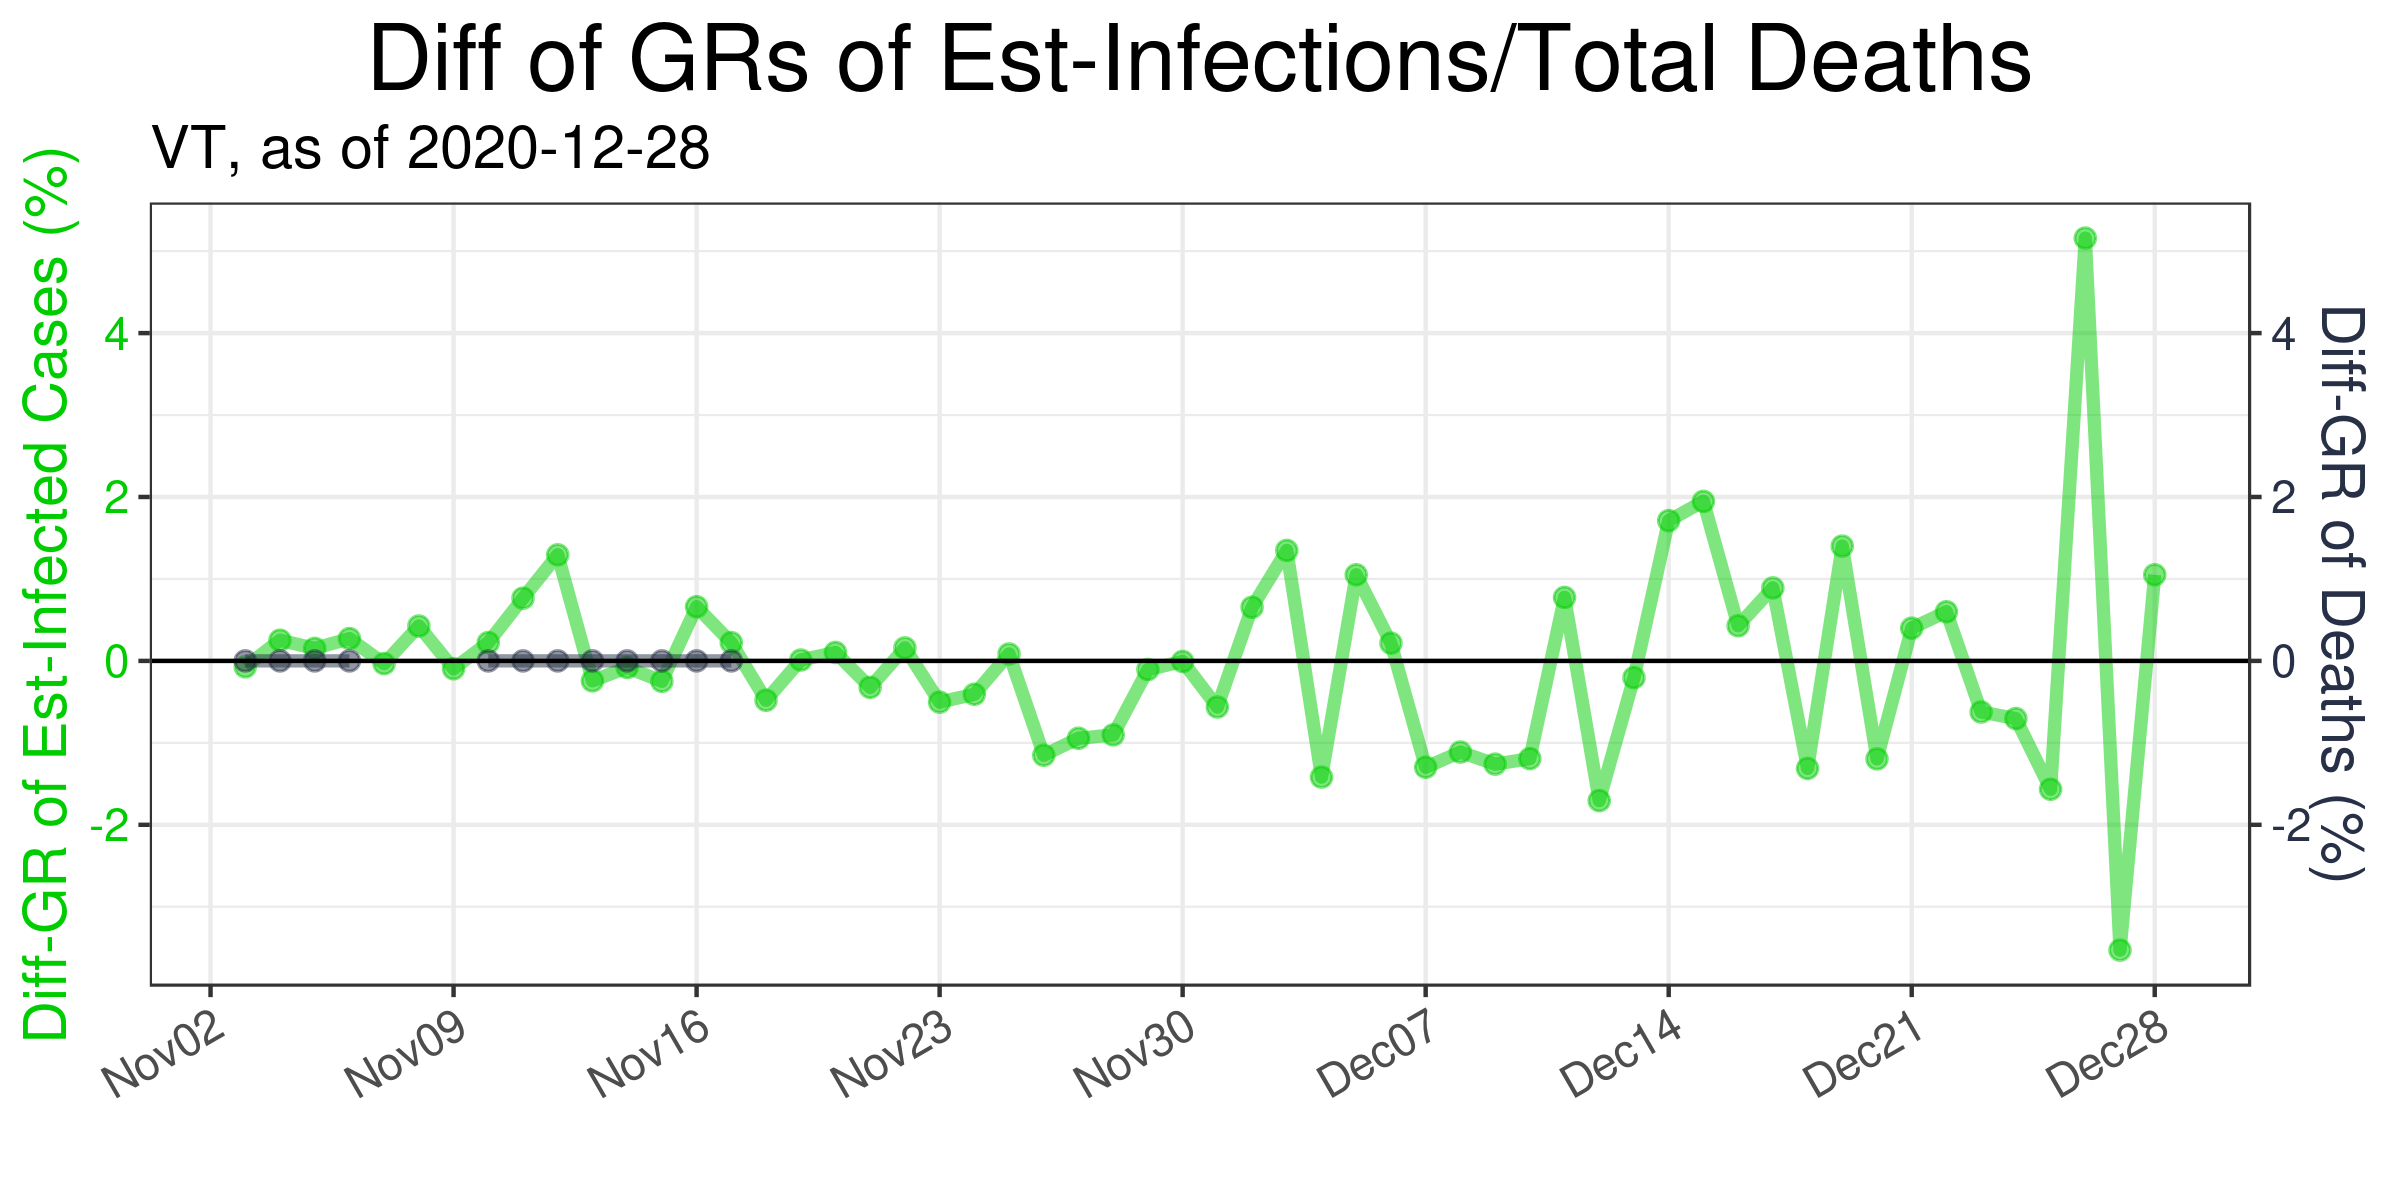 Diff of GRs of Est-Infections/Total Deaths
VT, as of 2020-12-28
Diff-GR of Est-Infected Cases (%)
4
2
0
-2
4
2
0
-2
Diff-GR of Deaths (%)
Nov02
Nov09
Nov16
Nov23
Nov30
Dec07
Dec14
Dec21
Dec28